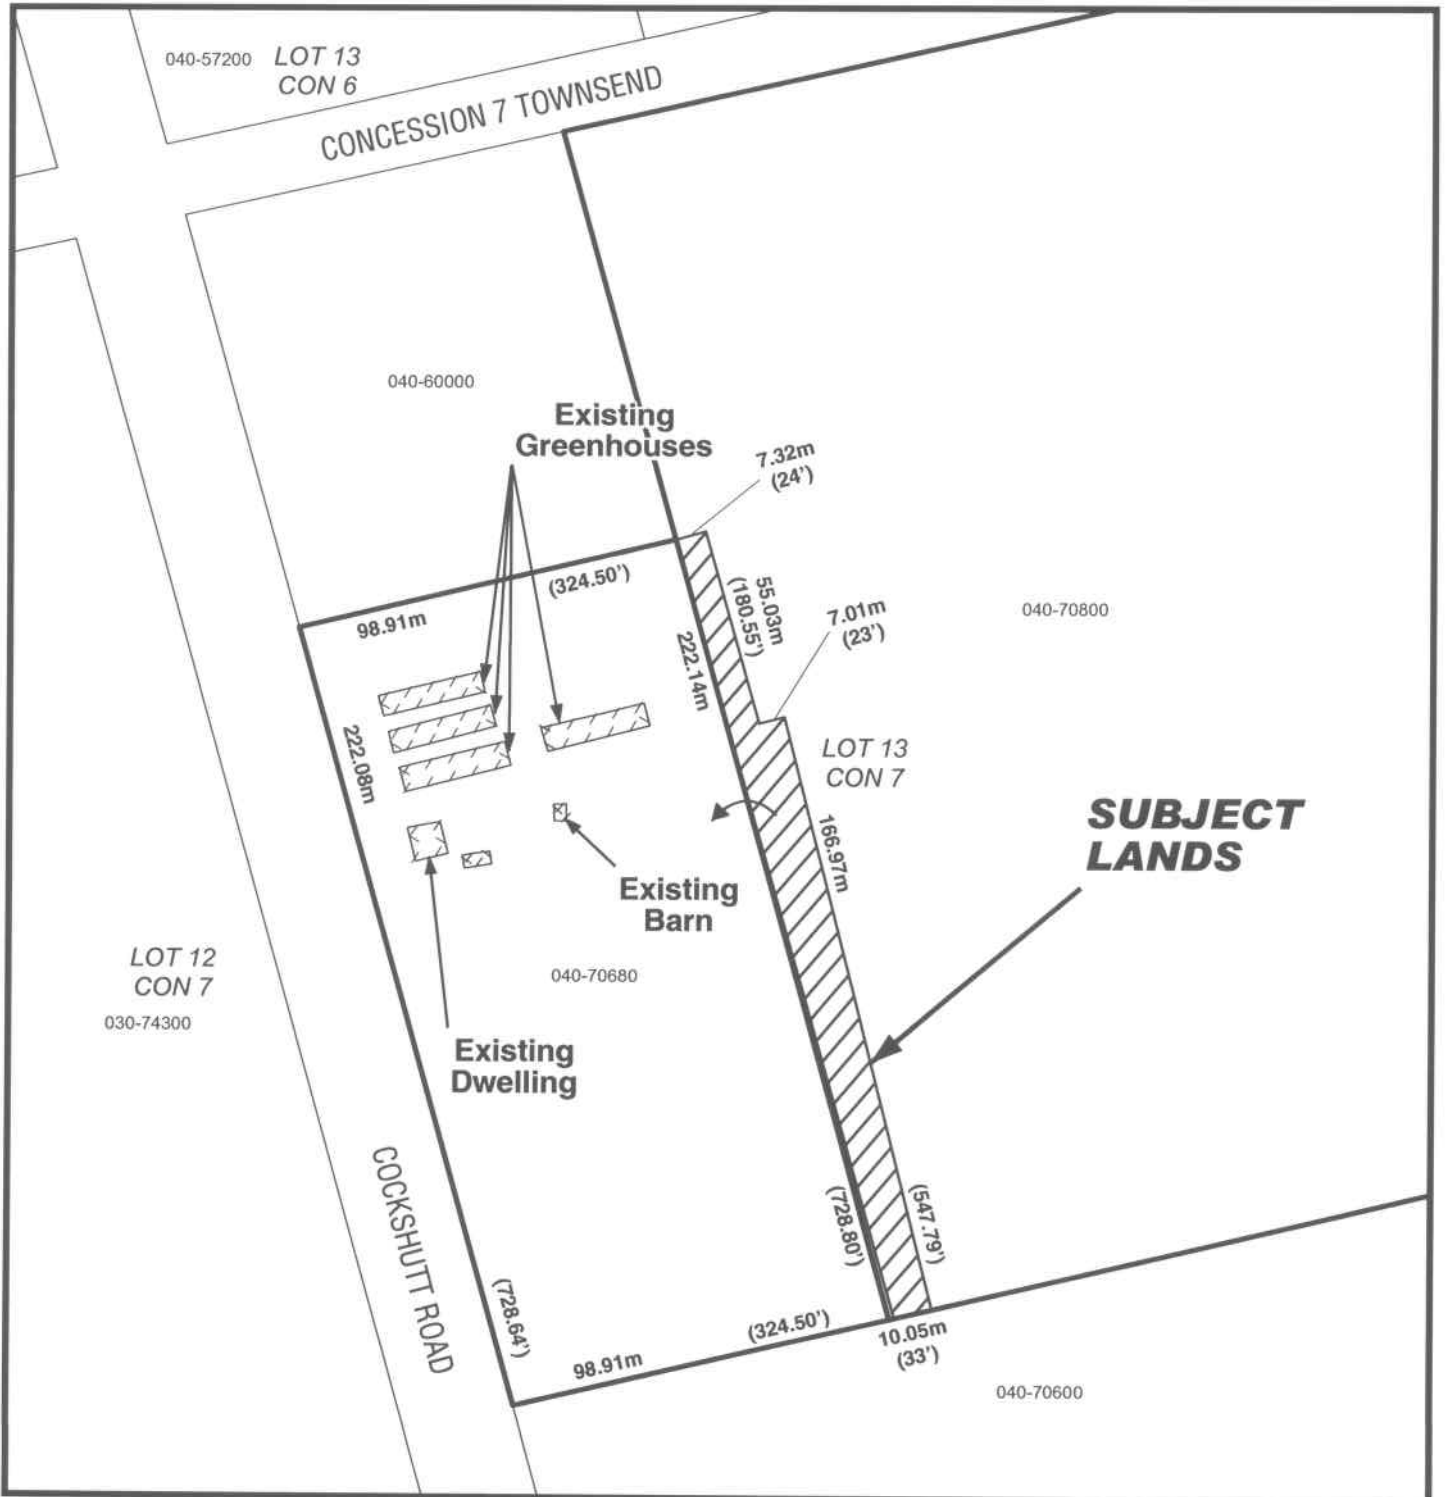 040-57200 LOT 13
CON 6
CONCESSION 7 TOWNSEND
040-60000
Existing
Greenhouses
7.32m
(24')
(324.50')
98.91m
55.03m
(180.55')
7.01m
(23')
040-70800
222.14m
222.08m
LOT 13
CON 7
SUBJECT
LANDS
166.97m
Existing
Barn
LOT 12
CON 7
030-74300
040-70680
Existing
Dwelling
COCKSHUTT ROAD
(728.80')
(547.79')
(728.64')
(324.50')
98.91m
10.05m
(33')
040-70600